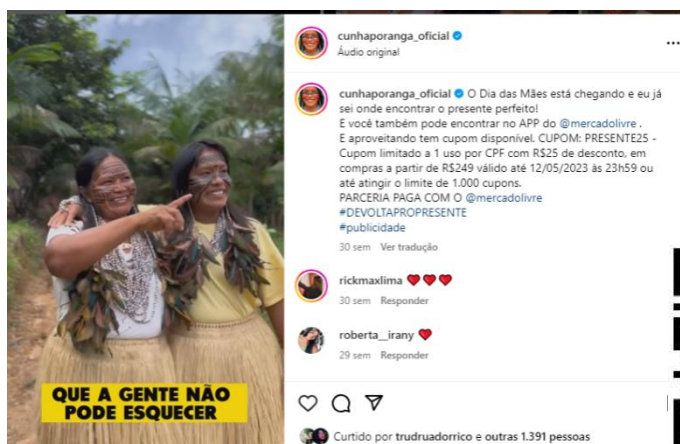 cunhaporanga_oficial
Áudio original
cunhaporanga_oficial O Dia das Mães está chegando e eu já
sei onde encontrar o presente perfeito!
E você também pode encontrar no APP do @mercadolivre .
E aproveitando tem cupom disponível. CUPOM: PRESENTE25 -
Cupom limitado a 1 uso por CPF com R$25 de desconto, em
compras a partir de R$249 válido até 12/05/2023 às 23h59 ou
até atingir o limite de 1.000 cupons.
PARCERIA PAGA COM O @mercadolivre
#DEVOLTAPROPRESENTE
#publicidade
30 sem Ver tradução
rickmaxlima ❤️❤️❤️
30 sem Responder
roberta__irany ❤️
29 sem Responder
Curtido por trudruadorrico e outras 1.391 pessoas
QUE A GENTE NÃO
PODE ESQUECER